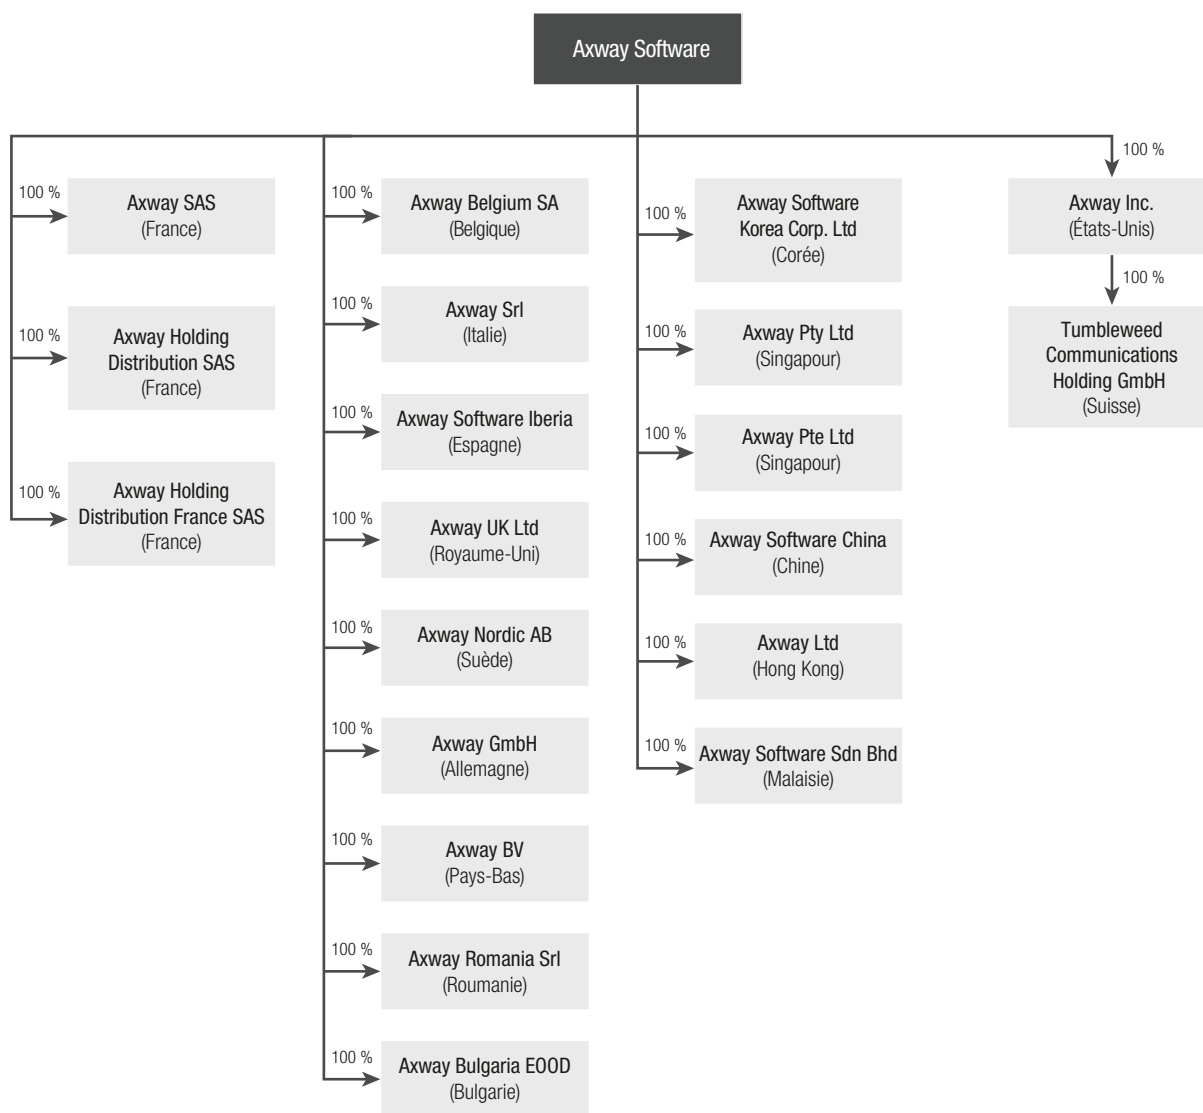 Axway Software
100 %
Axway SAS
(France)
100 %
Axway Holding
Distribution SAS
(France)
100 %
Axway Holding
Distribution France SAS
(France)
100 %
Axway Belgium SA
(Belgique)
100 %
Axway Srl
(Italie)
100 %
Axway Software Iberia
(Espagne)
100 %
Axway UK Ltd
(Royaume-Uni)
100 %
Axway Nordic AB
(Suède)
100 %
Axway GmbH
(Allemagne)
100 %
Axway BV
(Pays-Bas)
100 %
Axway Romania Srl
(Roumanie)
100 %
Axway Bulgaria EOOD
(Bulgarie)
100 %
Axway Software
Korea Corp. Ltd
(Corée)
100 %
Axway Pty Ltd
(Singapour)
100 %
Axway Pte Ltd
(Singapour)
100 %
Axway Software China
(Chine)
100 %
Axway Ltd
(Hong Kong)
100 %
Axway Software Sdn Bhd
(Malaisie)
100 %
Axway Inc.
(États-Unis)
100 %
Tumbleweed
Communications
Holding GmbH
(Suisse)